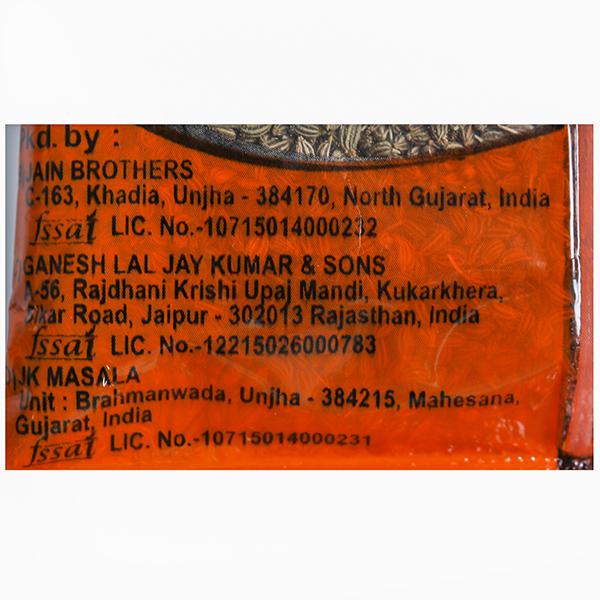 Pkd. by :
JAIN BROTHERS
C-163, Khadia, Unjha - 384170, North Gujarat, India
fssai LIC. No.-10715014000232
GANESH LAL JAY KUMAR & SONS
A-56, Rajdhani Krishi Upaj Mandi, Kukarkhera,
Sikar Road, Jaipur - 302013 Rajasthan, India
fssai LIC. No.-12215026000783
JK MASALA
Unit : Brahmanwada, Unjha - 384215, Mahesana,
Gujarat, India
fssai LIC. No.-10715014000231